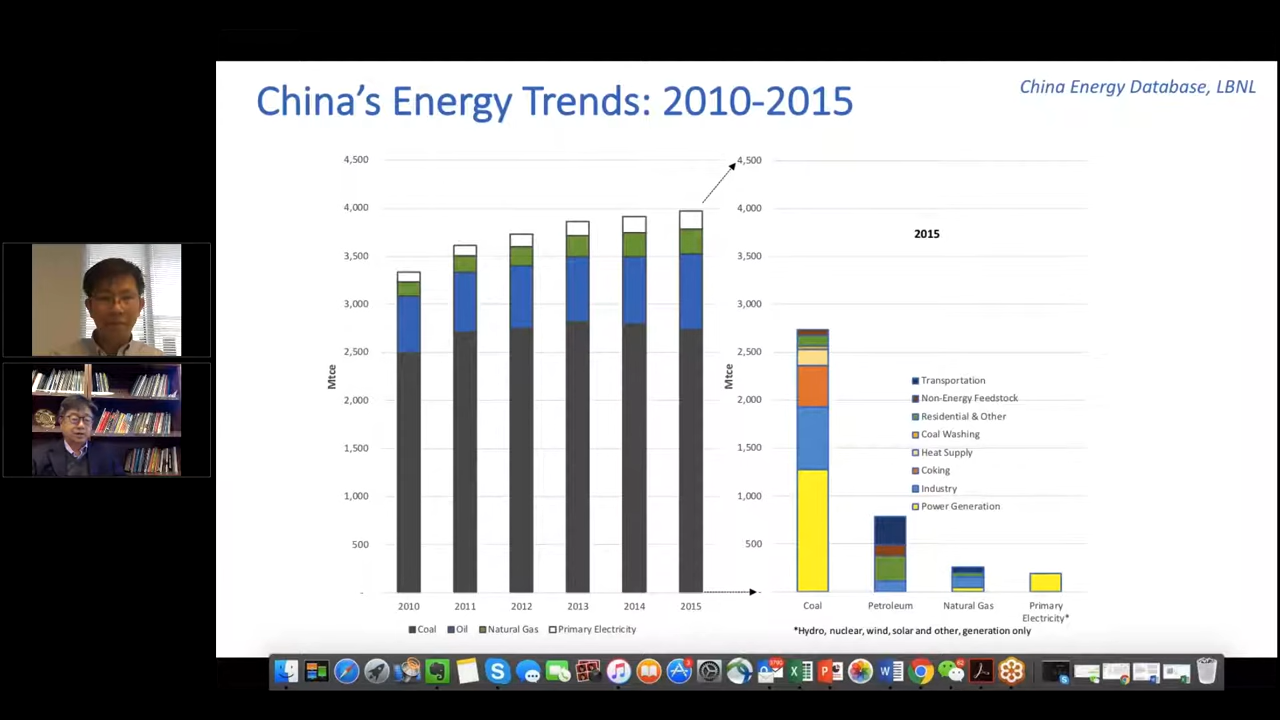 China's Energy Trends: 2010-2015
China Energy Database, LBNL
4,500
4,000
3,500
3,000
2,500
2,000
1,500
1,000
500
-
Mtce
2010 2011 2012 2013 2014 2015
Coal Oil Natural Gas Primary Electricity
4,500
4,000
3,500
3,000
2,500
2,000
1,500
1,000
500
Mtce
2015
Transportation
Non-Energy Feedstock
Residential & Other
Coal Washing
Heat Supply
Coking
Industry
Power Generation
Coal Petroleum Natural Gas Primary
Electricity*
*Hydro, nuclear, wind, solar and other, generation only